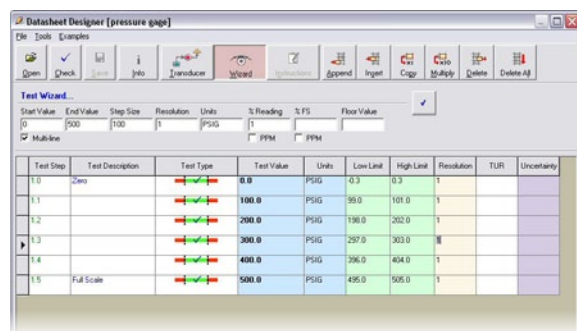 Datasheet Designer [pressure gage]
File Tools Examples
Open Check Save Info Transducer Wizard Instructions Append Insert Copy Multiply Delete Delete All
Test Wizard...
Start Value End Value Step Size Resolution Units % Reading % FS Floor Value
0 500 100 1 PSIG 1
Multi-line PPM PPM
Test Step Test Description Test Type Test Value Units Low Limit High Limit Resolution TUR Uncertainty
1.0 Zero 0.0 PSIG -0.3 0.3 1
1.1 100.0 PSIG 99.0 101.0 1
1.2 200.0 PSIG 198.0 202.0 1
1.3 300.0 PSIG 297.0 303.0 1
1.4 400.0 PSIG 396.0 404.0 1
1.5 Full Scale 500.0 PSIG 495.0 505.0 1